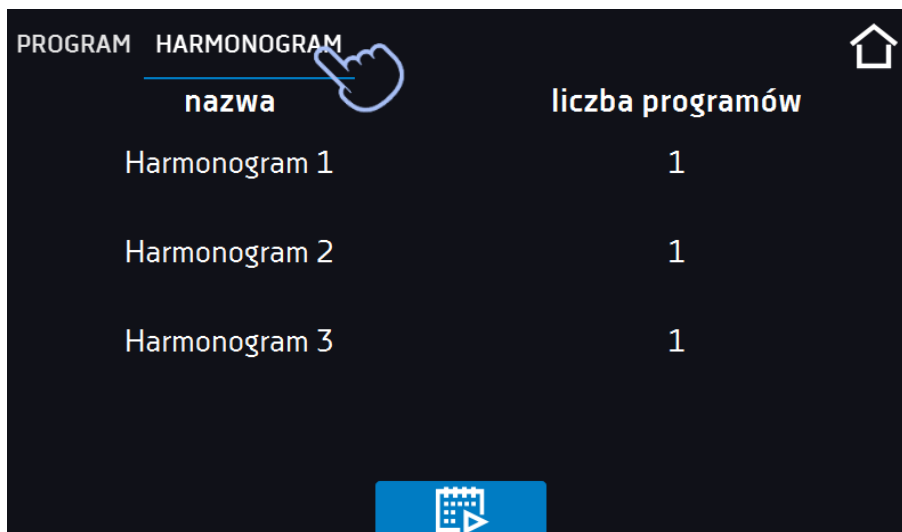 PROGRAM HARMONOGRAM
nazwa liczba programów
Harmonogram 1 1
Harmonogram 2 1
Harmonogram 3 1